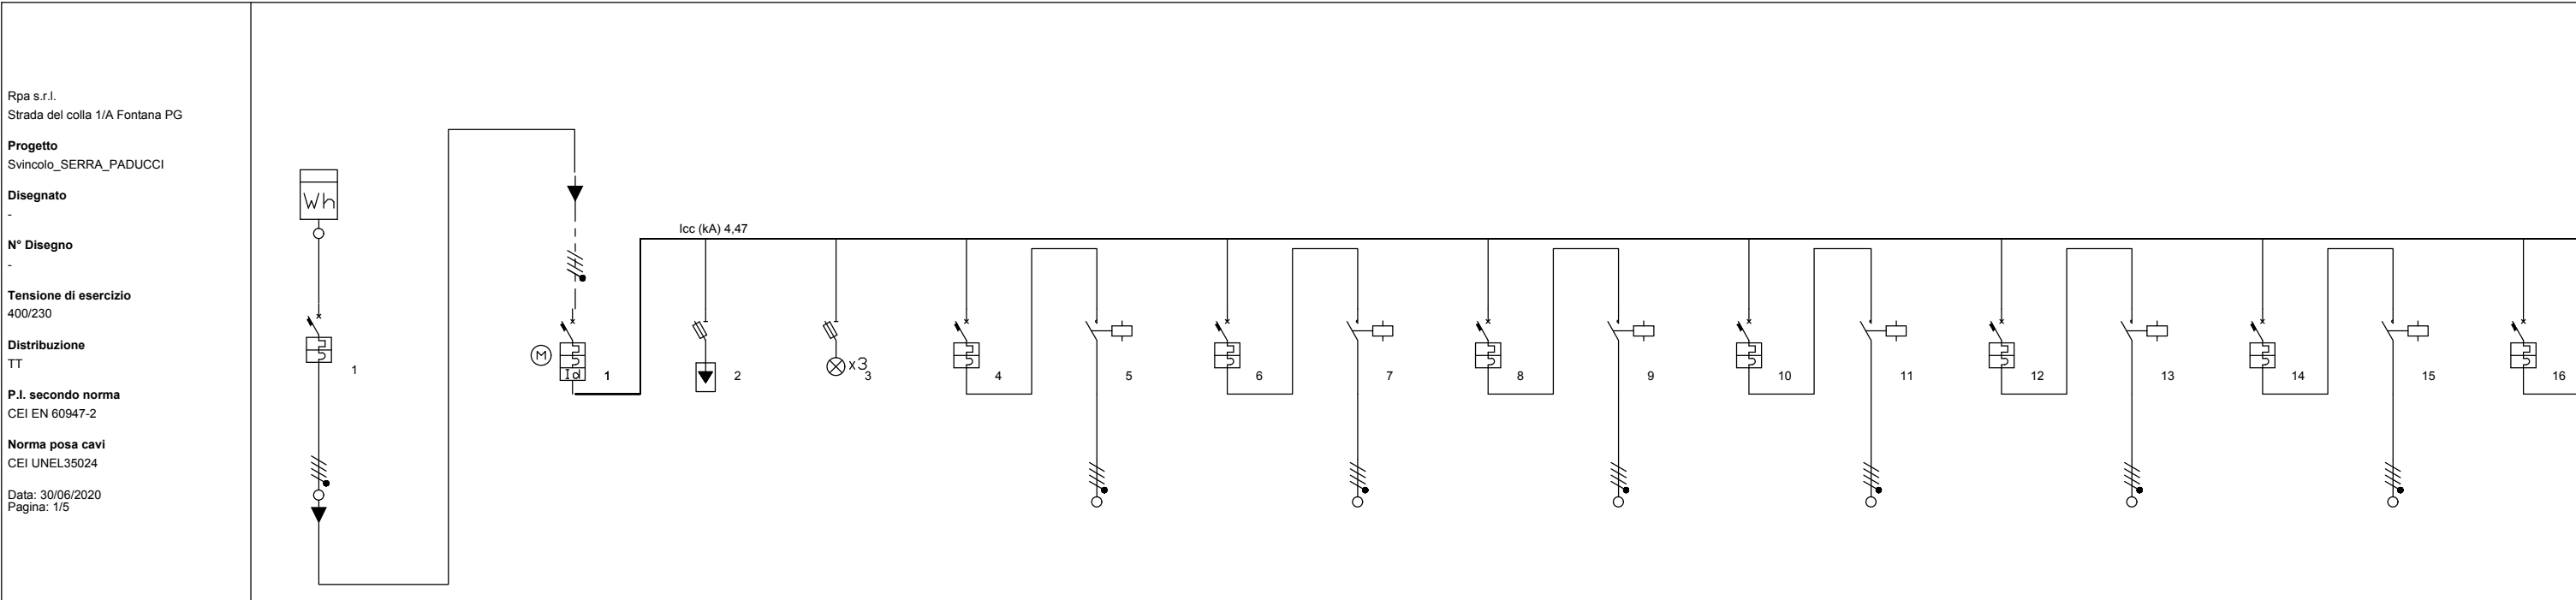 Rpa s.r.l.
Strada del colla 1/A Fontana PG
Progetto
Svincolo_SERRA_PADUCCI
Disegnato
-
N° Disegno
-
Tensione di esercizio
400/230
Distribuzione
TT
P.I. secondo norma
CEI EN 60947-2
Norma posa cavi
CEI UNEL35024
Data: 30/06/2020
Pagina: 1/5
Wh
1
Icc (kA) 4,47
M
Id
1
2
x3
3
4
5
6
7
8
9
10
11
12
13
14
15
16